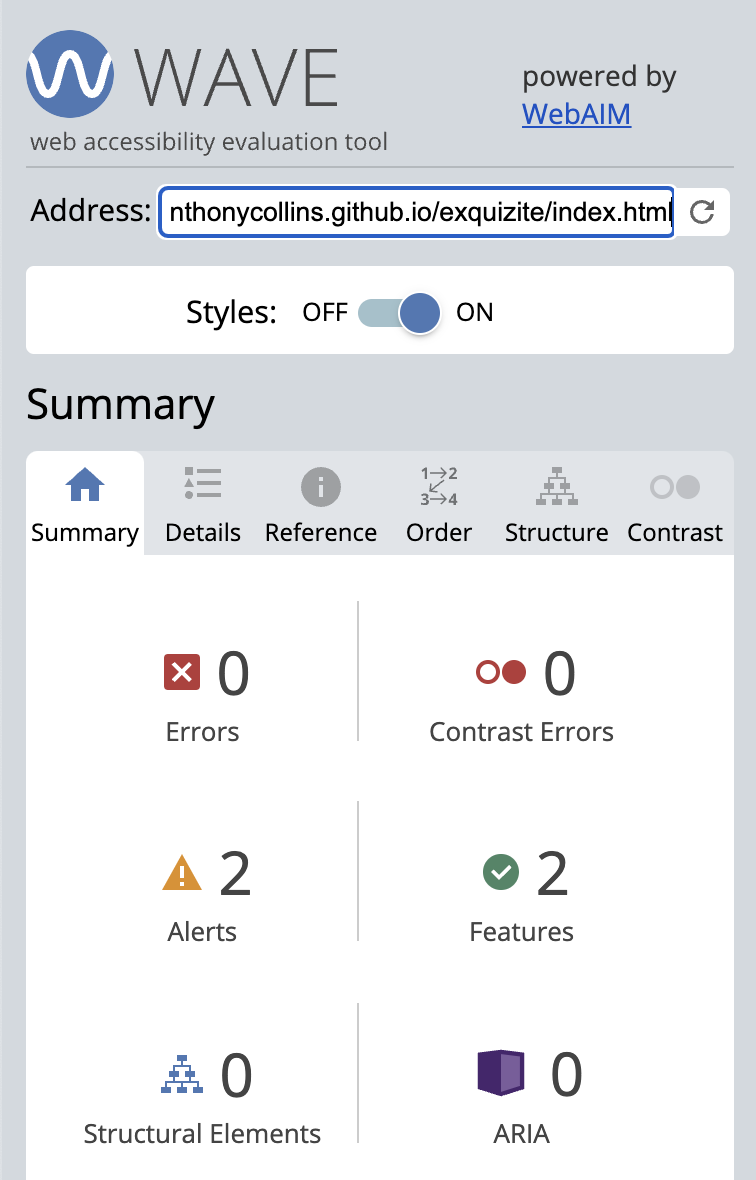 WAVE
powered by
WebAIM
web accessibility evaluation tool
Address: nthonycollins.github.io/exquizite/index.html
Styles: OFF ON
Summary
1 2
3 4
Summary Details Reference Order Structure Contrast
0 0
Errors Contrast Errors
2 2
Alerts Features
0 0
Structural Elements ARIA